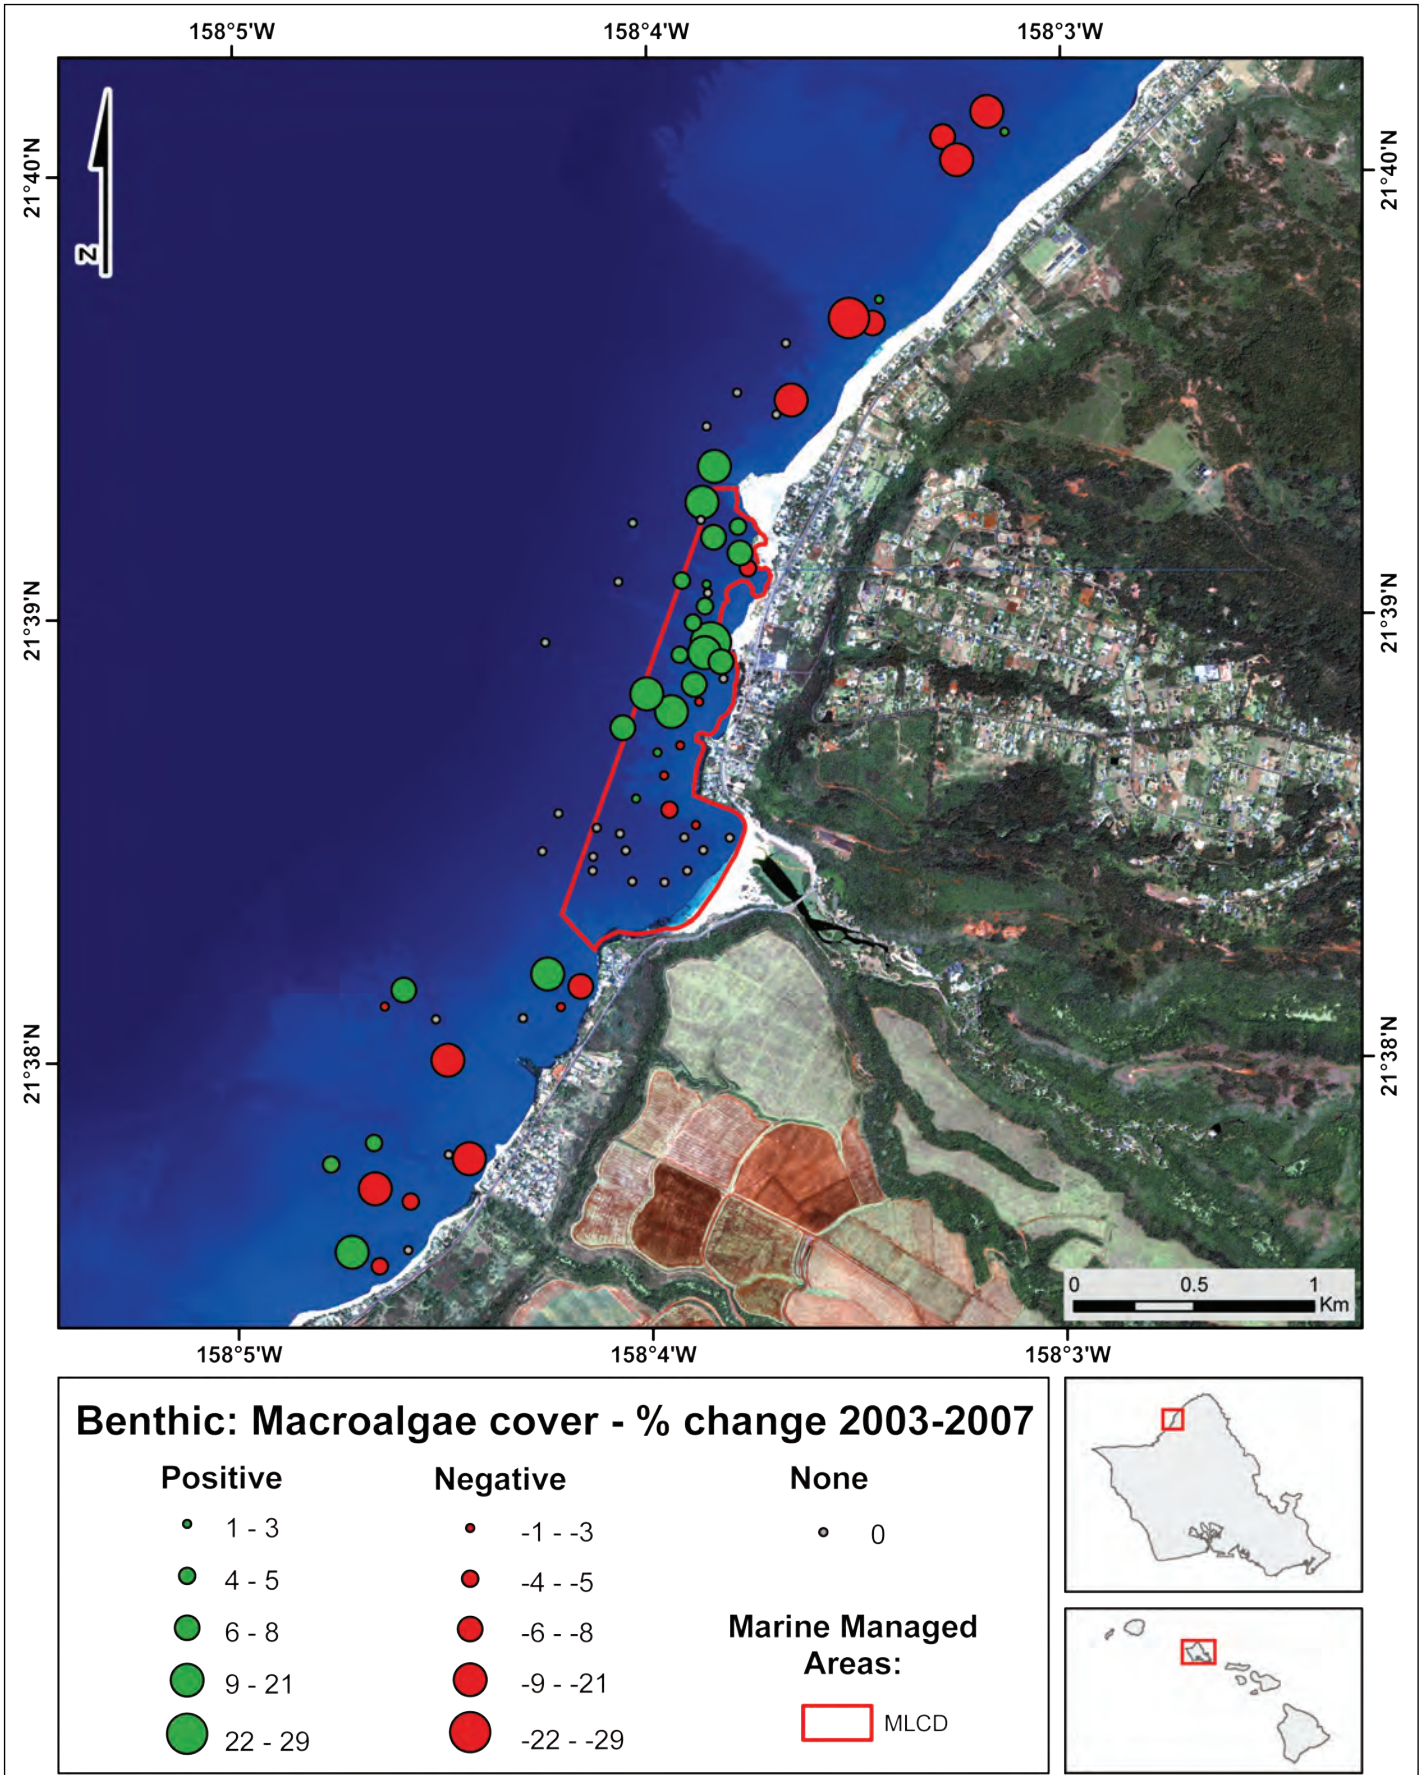 158°5'W 158°4'W 158°3'W
21°40'N 21°40'N
N
21°39'N 21°39'N
21°38'N 21°38'N
0 0.5 1
Km
158°5'W 158°4'W 158°3'W
Benthic: Macroalgae cover - % change 2003-2007
Positive
1 - 3
4 - 5
6 - 8
9 - 21
22 - 29
Negative
-1 - -3
-4 - -5
-6 - -8
-9 - -21
-22 - -29
None
0
Marine Managed
Areas:
MLCD